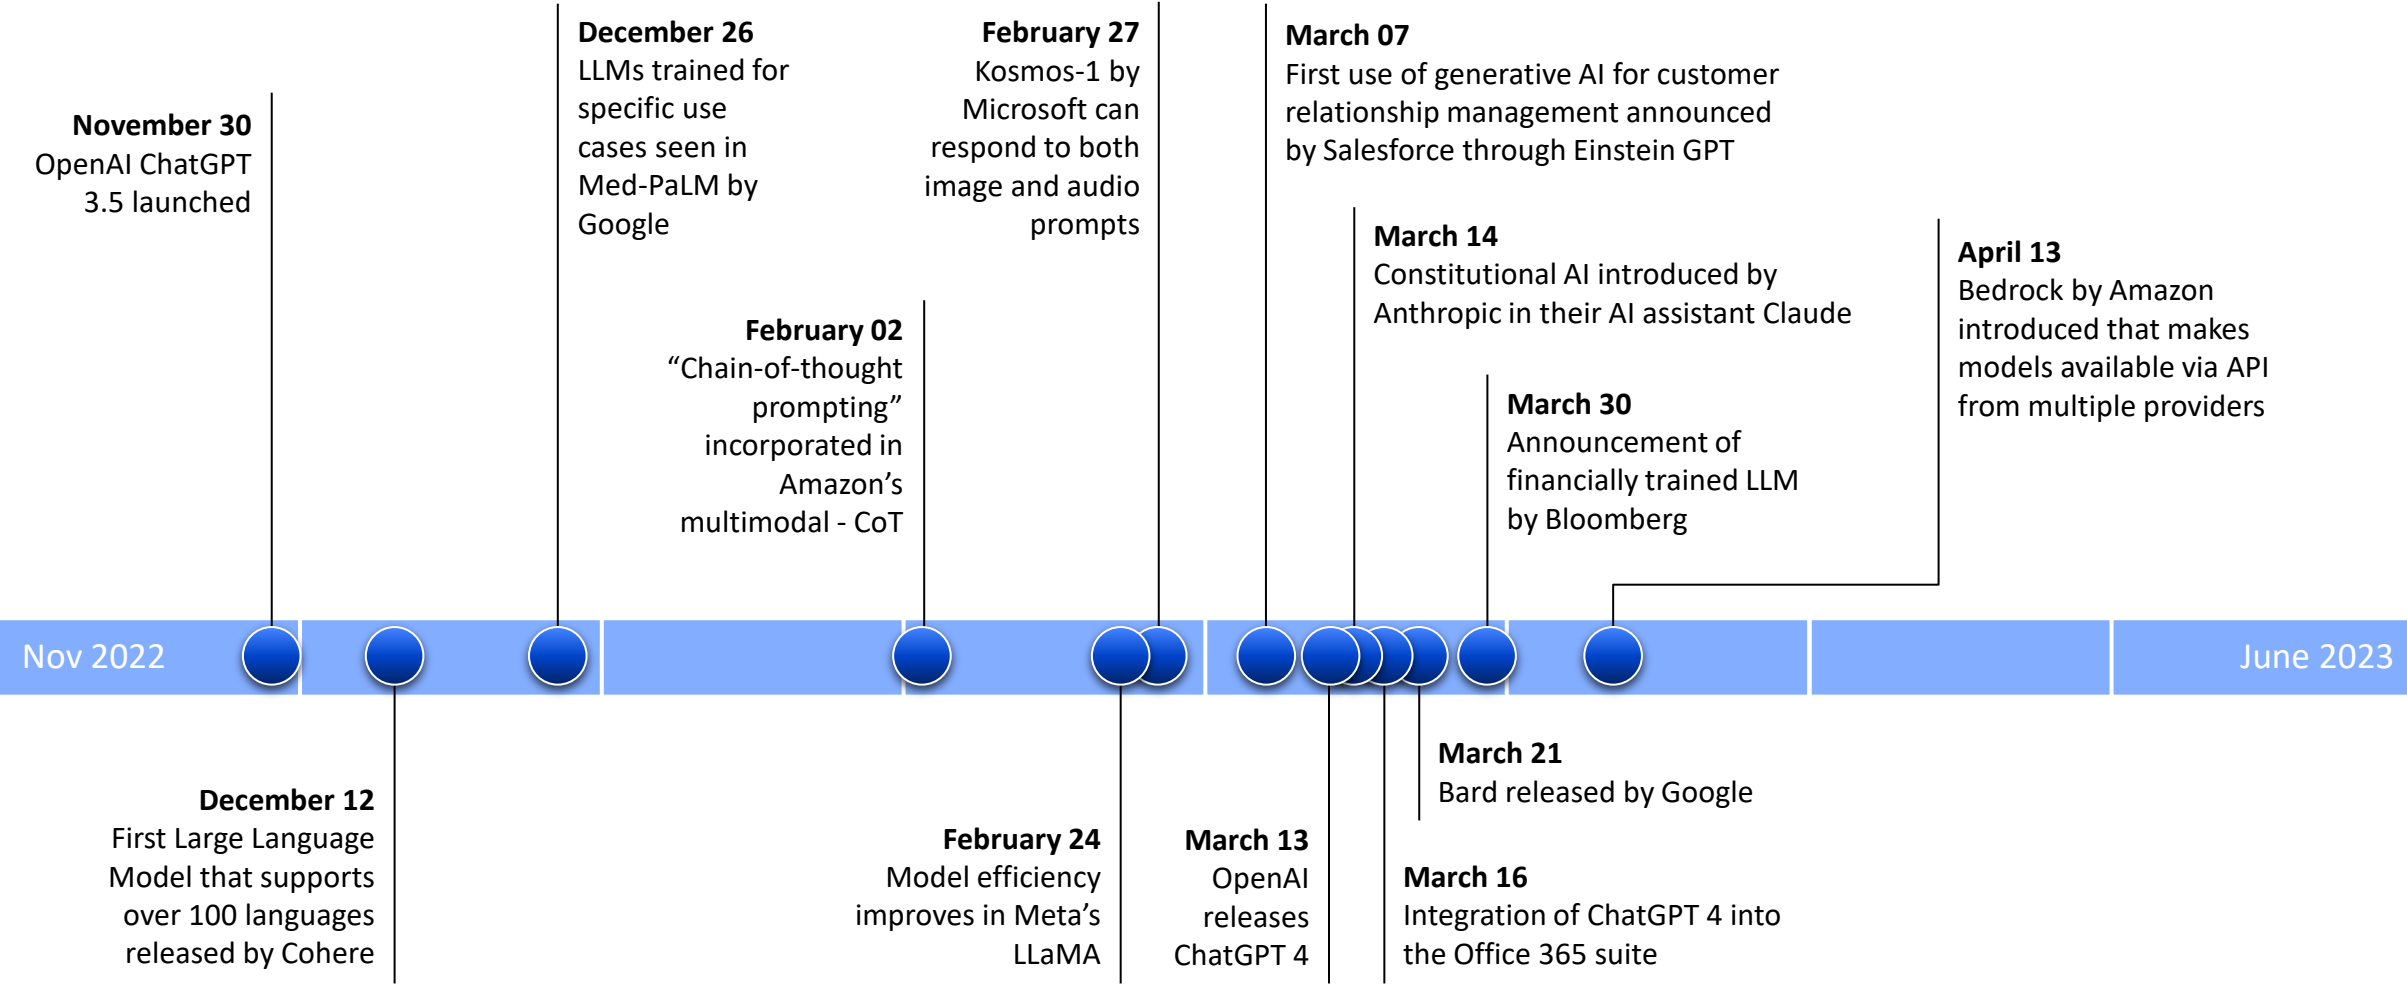 November 30
OpenAI ChatGPT
3.5 launched
December 26
LLMs trained for
specific use
cases seen in
Med-PaLM by
Google
February 02
“Chain-of-thought
prompting”
incorporated in
Amazon’s
multimodal - CoT
February 27
Kosmos-1 by
Microsoft can
respond to both
image and audio
prompts
March 07
First use of generative AI for customer
relationship management announced
by Salesforce through Einstein GPT
March 14
Constitutional AI introduced by
Anthropic in their AI assistant Claude
March 30
Announcement of
financially trained LLM
by Bloomberg
April 13
Bedrock by Amazon
introduced that makes
models available via API
from multiple providers
Nov 2022
June 2023
December 12
First Large Language
Model that supports
over 100 languages
released by Cohere
February 24
Model efficiency
improves in Meta’s
LLaMA
March 13
OpenAI
releases
ChatGPT 4
March 21
Bard released by Google
March 16
Integration of ChatGPT 4 into
the Office 365 suite